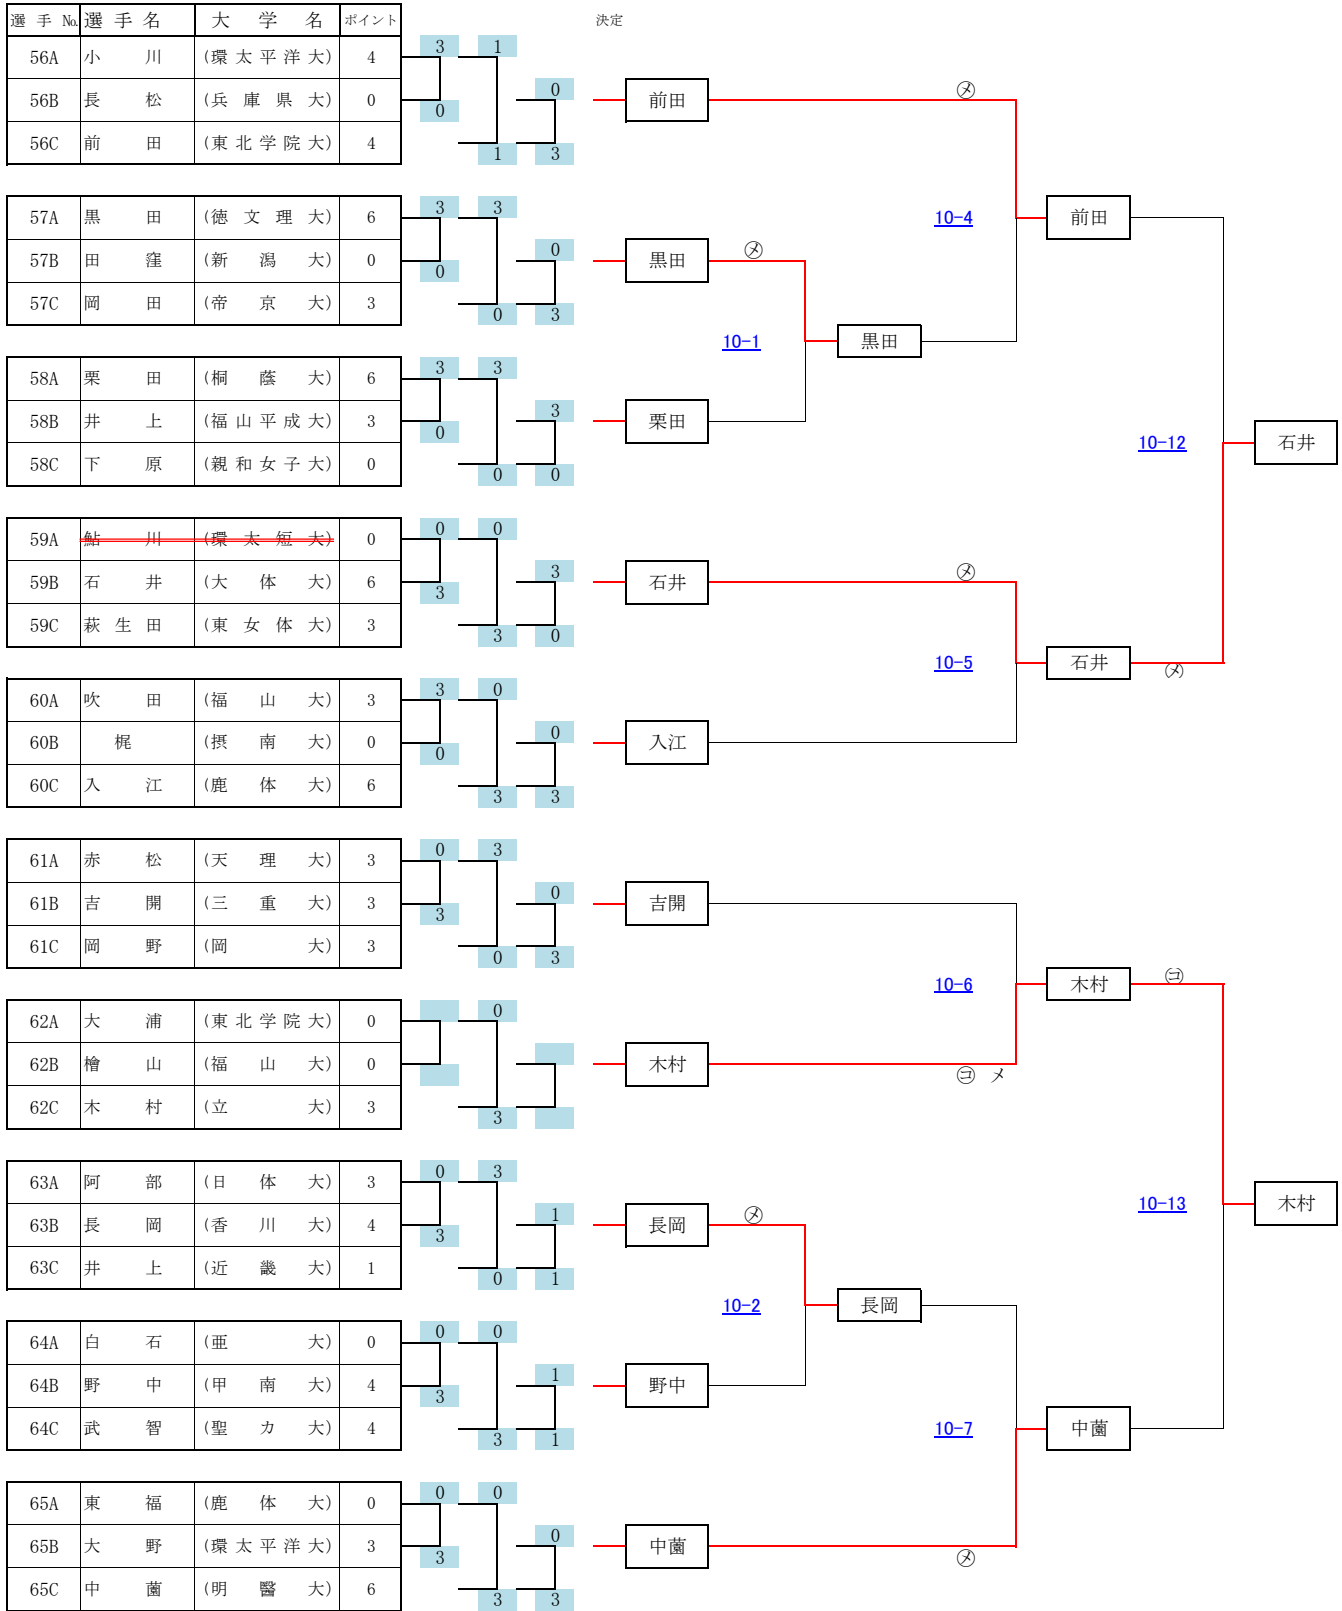 選手No. 選手名 大学名 ポイント 決定
56A 小川 (環太平洋大) 4 3 1
56B 長松 (兵庫県大) 0 0 0 前田 ㋱
56C 前田 (東北学院大) 4 1 3
57A 黒田 (徳文理大) 6 3 3 10-4 前田
57B 田窪 (新潟大) 0 0 0 黒田 ㋱
57C 岡田 (帝京大) 3 0 3
10-1 黒田
58A 栗田 (桐蔭大) 6 3 3
58B 井上 (福山平成大) 3 0 3 栗田
58C 下原 (親和女子大) 0 0 0
10-12 石井
59A 鮎川 (環太短大) 0 0 0
59B 石井 (大体大) 6 3 3 石井 ㋱
59C 萩生田 (東女体大) 3 3 0
10-5 石井 ㋱
60A 吹田 (福山大) 3 3 0
60B 梶 (摂南大) 0 0 0 入江
60C 入江 (鹿体大) 6 3 3
61A 赤松 (天理大) 3 0 3
61B 吉開 (三重大) 3 3 0 吉開
61C 岡野 (岡大) 3 0 3
10-6 木村 ㋙
62A 大浦 (東北学院大) 0 0
62B 檜山 (福山大) 0 木村 ㋙ メ
62C 木村 (立大) 3 3
63A 阿部 (日体大) 3 0 3
63B 長岡 (香川大) 4 3 1 長岡 ㋱
63C 井上 (近畿大) 1 0 1
10-13 木村
10-2 長岡
64A 白石 (亜大) 0 0 0
64B 野中 (甲南大) 4 3 1 野中
64C 武智 (聖カ大) 4 3 1
10-7 中薗
65A 東福 (鹿体大) 0 0 0
65B 大野 (環太平洋大) 3 3 0 中薗 ㋱
65C 中薗 (明醫大) 6 3 3